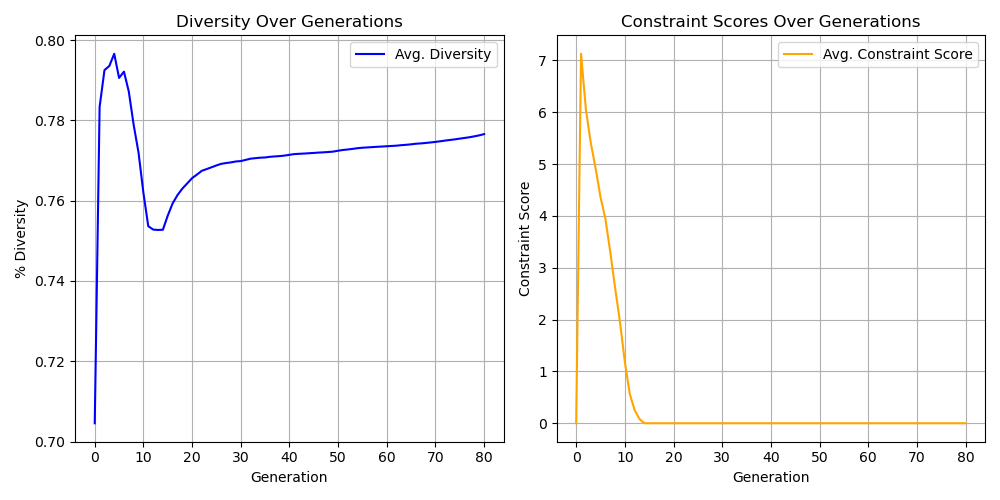 Diversity Over Generations
Avg. Diversity
% Diversity
0.80
0.78
0.76
0.74
0.72
0.70
0 10 20 30 40 50 60 70 80
Generation
Constraint Scores Over Generations
Avg. Constraint Score
Constraint Score
7
6
5
4
3
2
1
0
0 10 20 30 40 50 60 70 80
Generation